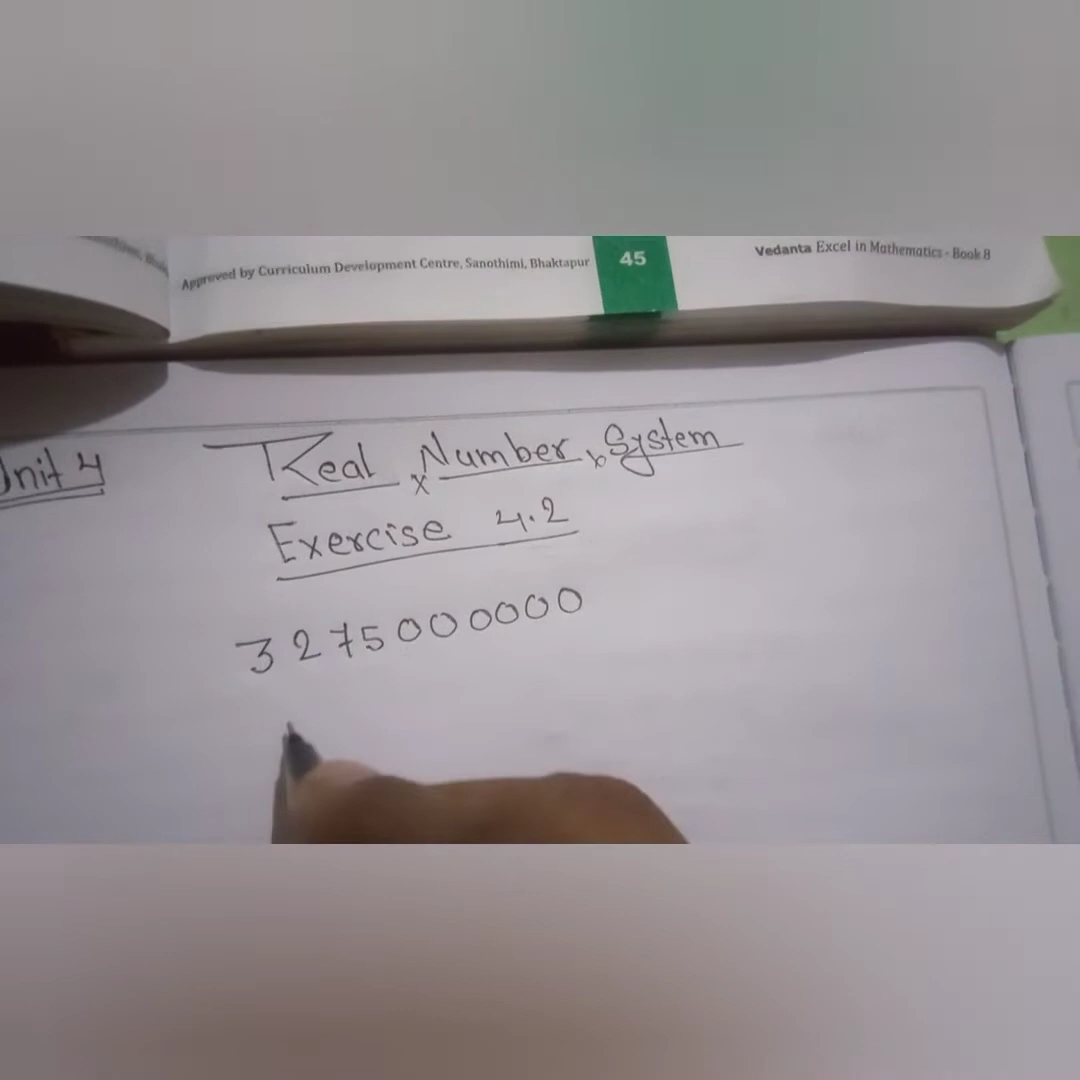 Approved by Curriculum Development Centre, Sanothimi, Bhaktapur 45 Vedanta Excel in Mathematics - Book 8
Unit 4 Real Number System
Exercise 4.2
3275000000